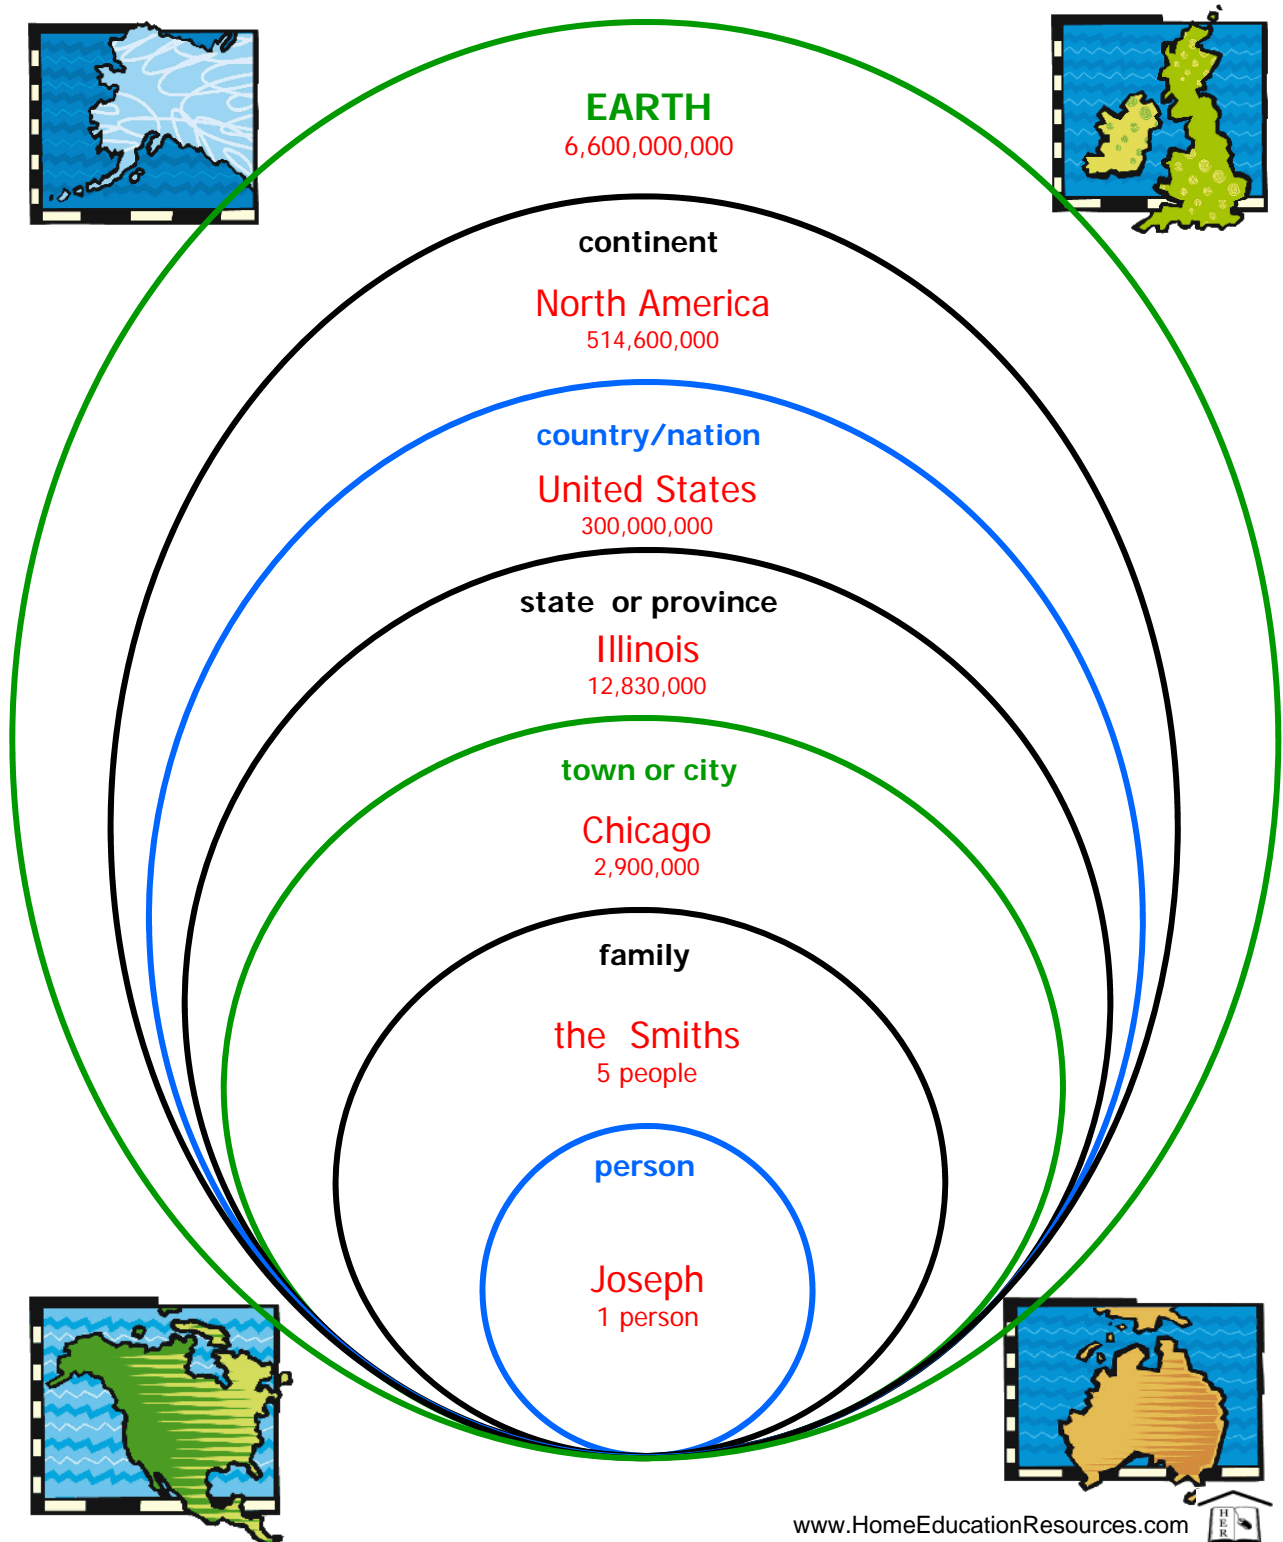 EARTH
6,600,000,000
continent
North America
514,600,000
country/nation
United States
300,000,000
state or province
Illinois
12,830,000
town or city
Chicago
2,900,000
family
the Smiths
5 people
person
Joseph
1 person
www.HomeEducationResources.com
H
E
R